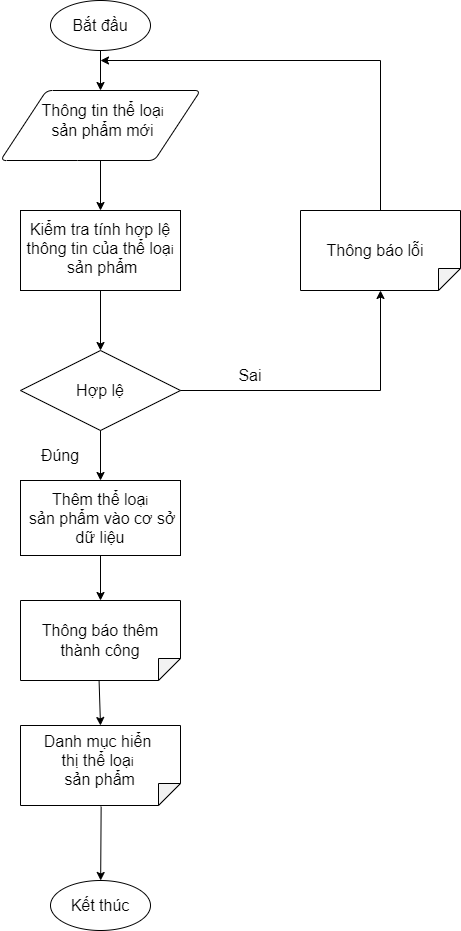 Bắt đầu
Thông tin thể loại
sản phẩm mới
Kiểm tra tính hợp lệ
thông tin của thể loại
sản phẩm
Thông báo lỗi
Hợp lệ
Sai
Đúng
Thêm thể loại
sản phẩm vào cơ sở
dữ liệu
Thông báo thêm
thành công
Danh mục hiển
thị thể loại
sản phẩm
Kết thúc